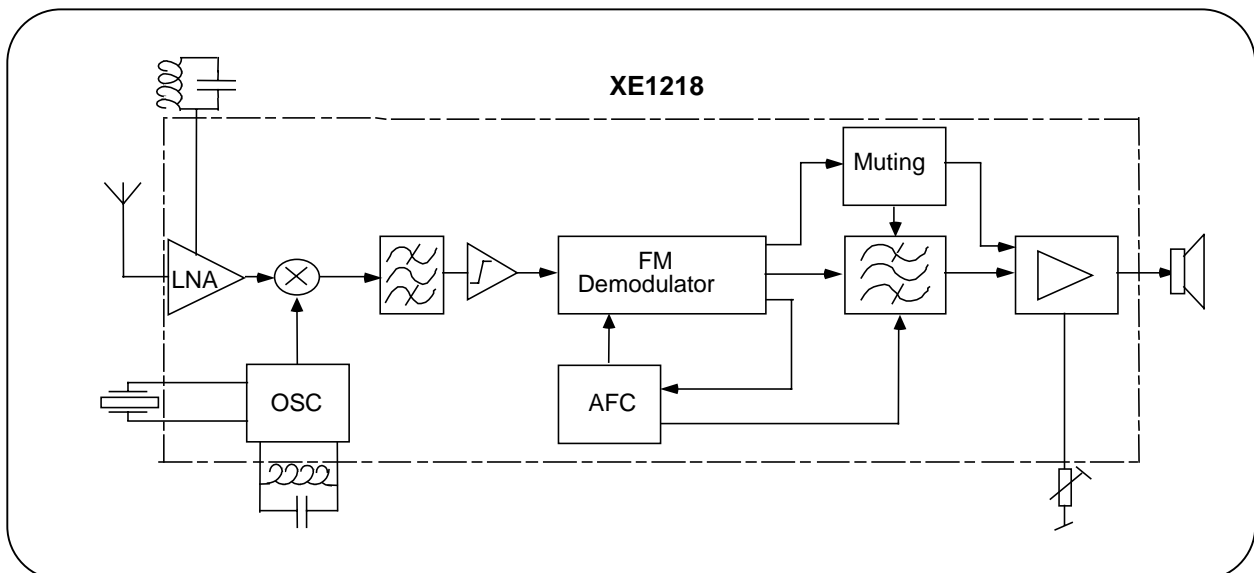 XE1218
Muting
LNA
FM
Demodulator
OSC
AFC